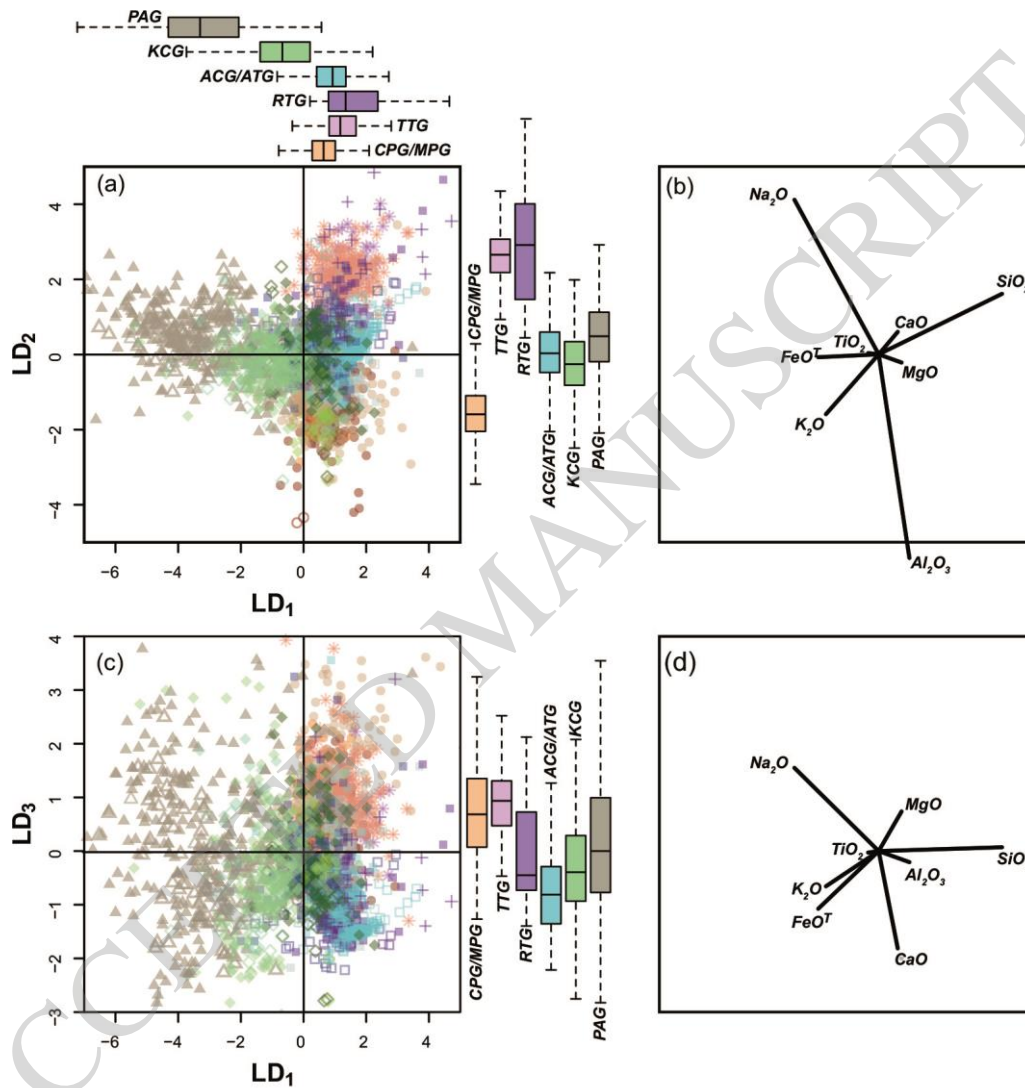 PAG
KCG
ACG/ATG
RTG
TTG
CPG/MPG
(a)
4
2
0
−2
−4
LD2
−6 −4 −2 0 2 4
LD1
CPG/MPG
TTG
RTG
ACG/ATG
KCG
PAG
(b)
Na2O
SiO2
CaO
TiO2
FeOT
MgO
K2O
Al2O3
(c)
4
3
2
1
0
−1
−2
−3
LD3
−6 −4 −2 0 2 4
LD1
CPG/MPG
TTG
RTG
ACG/ATG
KCG
PAG
(d)
Na2O
MgO
TiO2
SiO
Al2O3
K2O
FeOT
CaO
CCEPTED MANUSCRIPT